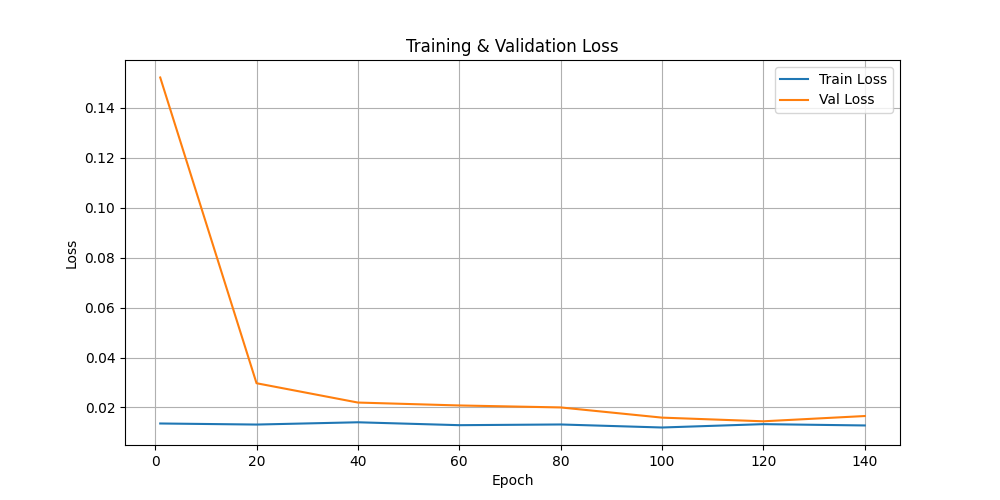 Training & Validation Loss
Train Loss
Val Loss
0.14
0.12
0.10
0.08
0.06
0.04
0.02
Loss
0 20 40 60 80 100 120 140
Epoch